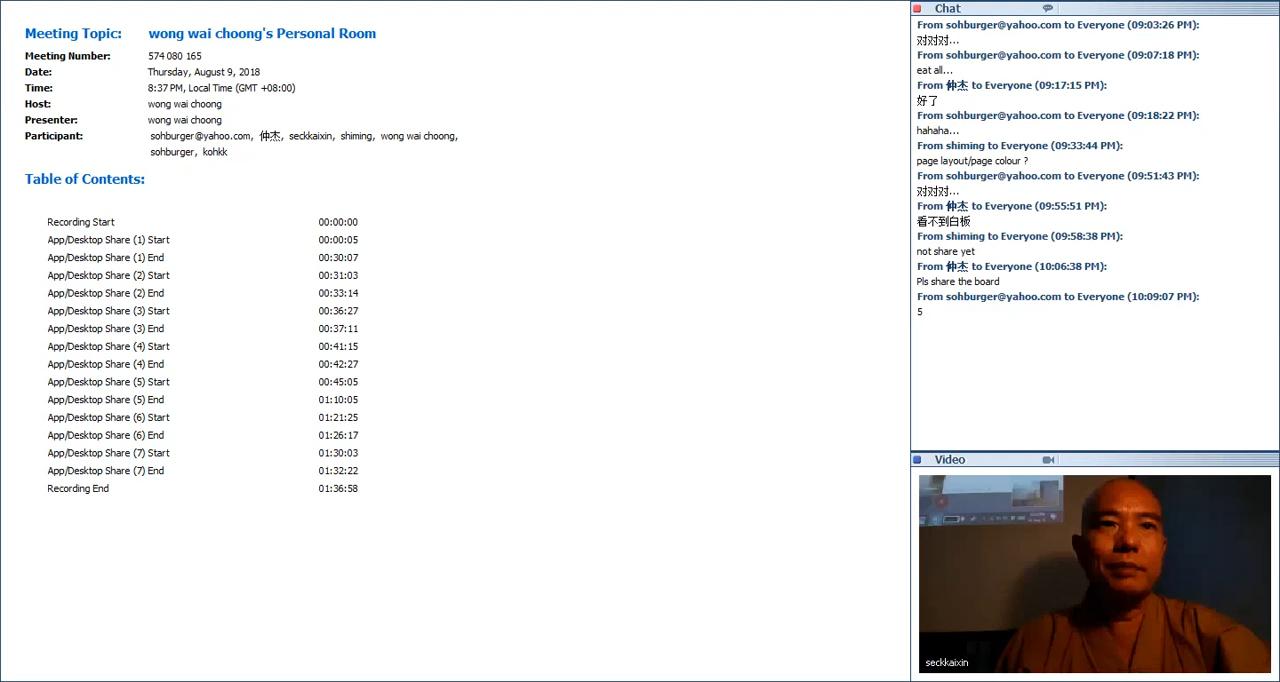 Meeting Topic: wong wai choong's Personal Room
Meeting Number: 574 080 165
Date: Thursday, August 9, 2018
Time: 8:37 PM, Local Time (GMT +08:00)
Host: wong wai choong
Presenter: wong wai choong
Participant: sohburger@yahoo.com, 仲杰, seckkaixin, shiming, wong wai choong,
sohburger, kohkk
Table of Contents:
Recording Start 00:00:00
App/Desktop Share (1) Start 00:00:05
App/Desktop Share (1) End 00:30:07
App/Desktop Share (2) Start 00:31:03
App/Desktop Share (2) End 00:33:14
App/Desktop Share (3) Start 00:36:27
App/Desktop Share (3) End 00:37:11
App/Desktop Share (4) Start 00:41:15
App/Desktop Share (4) End 00:42:27
App/Desktop Share (5) Start 00:45:05
App/Desktop Share (5) End 01:10:05
App/Desktop Share (6) Start 01:21:25
App/Desktop Share (6) End 01:26:17
App/Desktop Share (7) Start 01:30:03
App/Desktop Share (7) End 01:32:22
Recording End 01:36:58
Chat
From sohburger@yahoo.com to Everyone (09:03:26 PM):
对对对...
From sohburger@yahoo.com to Everyone (09:07:18 PM):
eat all...
From 仲杰 to Everyone (09:17:15 PM):
好了
From sohburger@yahoo.com to Everyone (09:18:22 PM):
hahaha...
From shiming to Everyone (09:33:44 PM):
page layout/page colour ?
From sohburger@yahoo.com to Everyone (09:51:43 PM):
对对对...
From 仲杰 to Everyone (09:55:51 PM):
看不到白板
From shiming to Everyone (09:58:38 PM):
not share yet
From 仲杰 to Everyone (10:06:38 PM):
Pls share the board
From sohburger@yahoo.com to Everyone (10:09:07 PM):
5
Video
seckkaixin